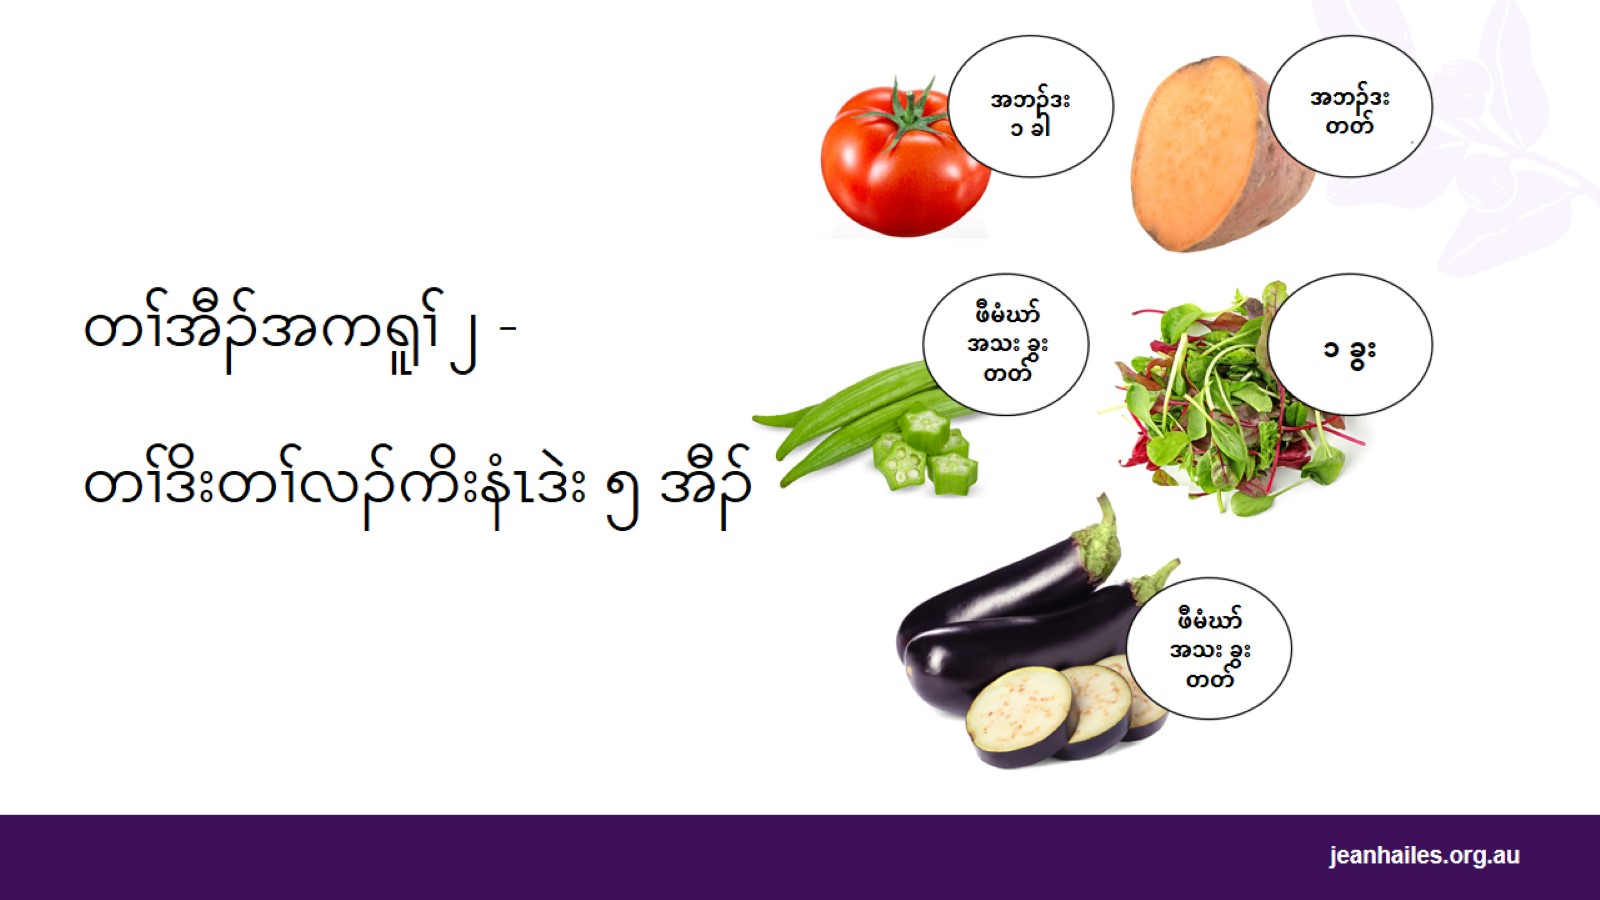 တၢ်အီၣ်အကရူၢ် ၂ -
တၢ်ဒိးတၢ်လၣ်ကိးနံၤဒဲး ၅ အီၣ်
အဘၣ်ဒး
၁ ခါ
အဘၣ်ဒး
တတ်
ဖီမံဃာ်
အသး ခွး
တတ်
၁ ခွး
ဖီမံဃာ်
အသး ခွး
တတ်
jeanhailes.org.au